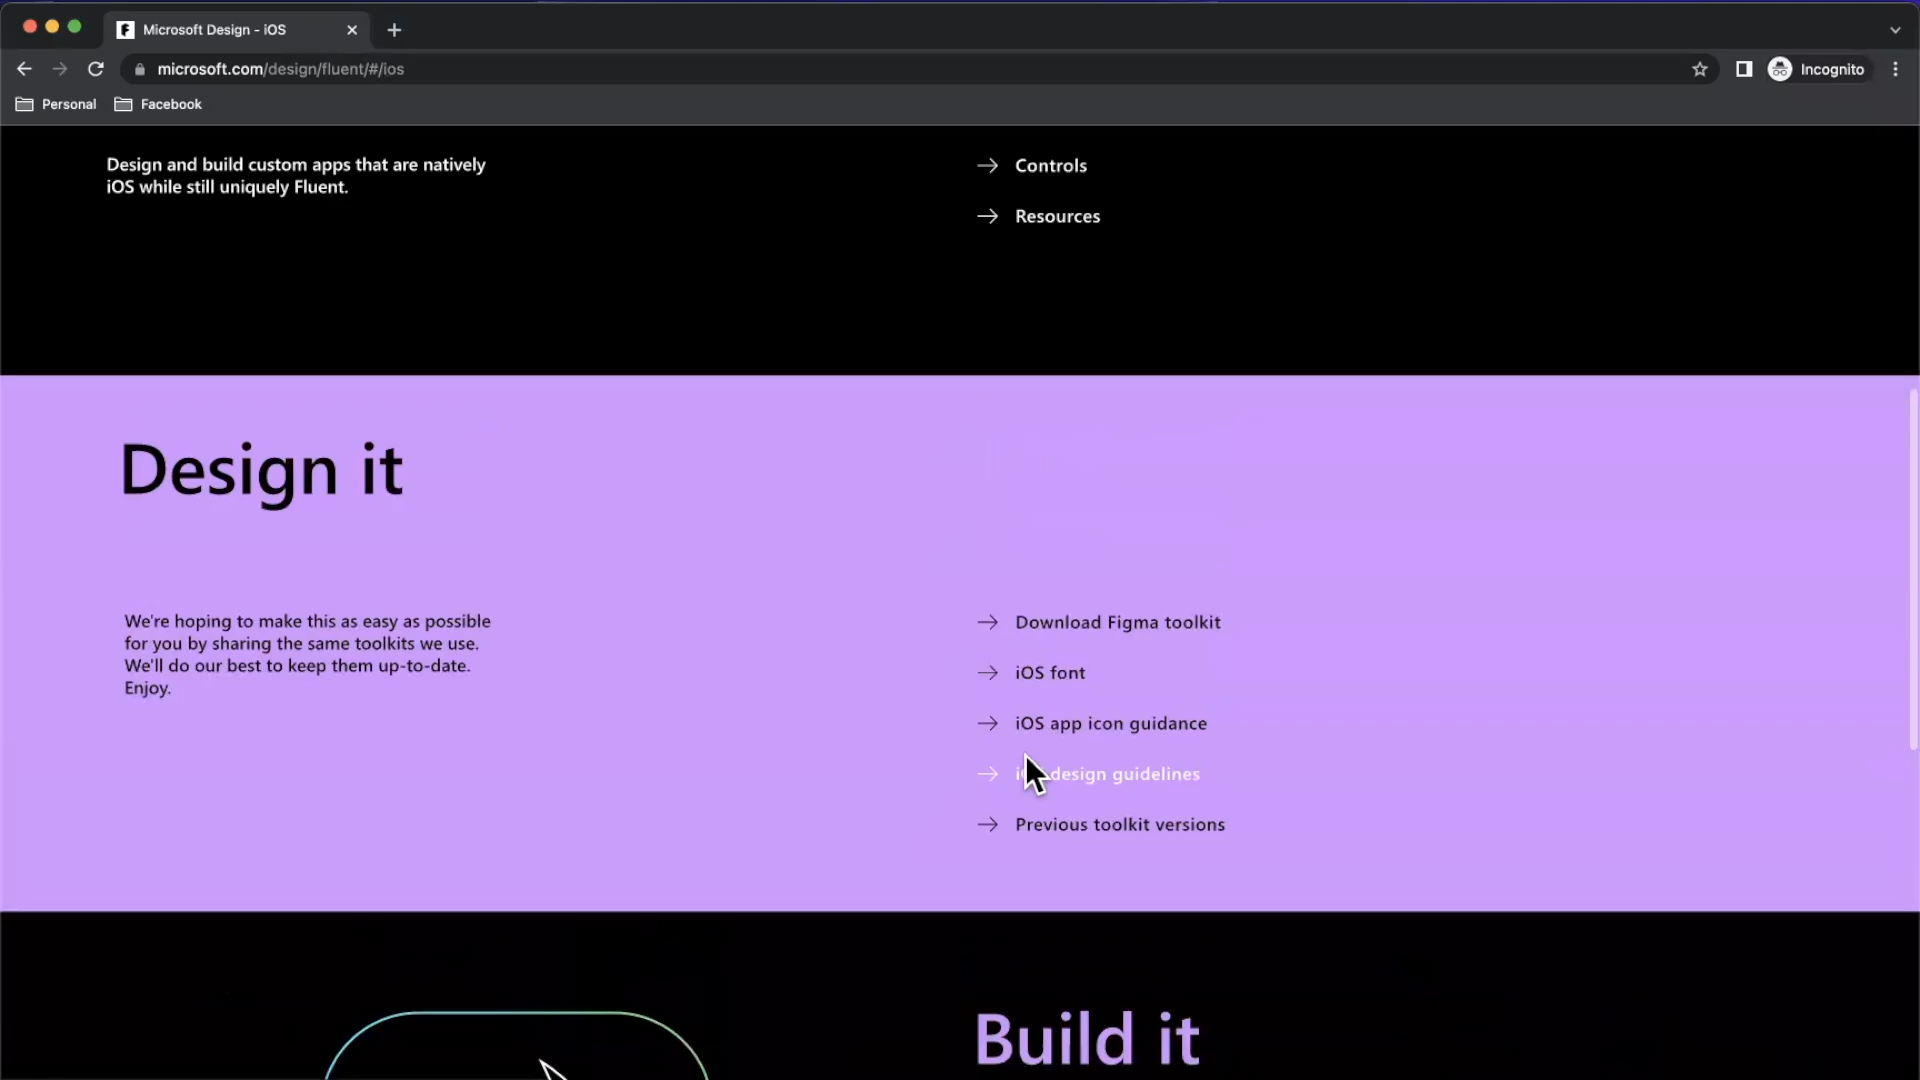 Microsoft Design - iOS
microsoft.com/design/fluent/#/ios
Incognito
Personal
Facebook
Design and build custom apps that are natively
iOS while still uniquely Fluent.
Controls
Resources
Design it
We're hoping to make this as easy as possible
for you by sharing the same toolkits we use.
We'll do our best to keep them up-to-date.
Enjoy.
Download Figma toolkit
iOS font
iOS app icon guidance
design guidelines
Previous toolkit versions
Build it